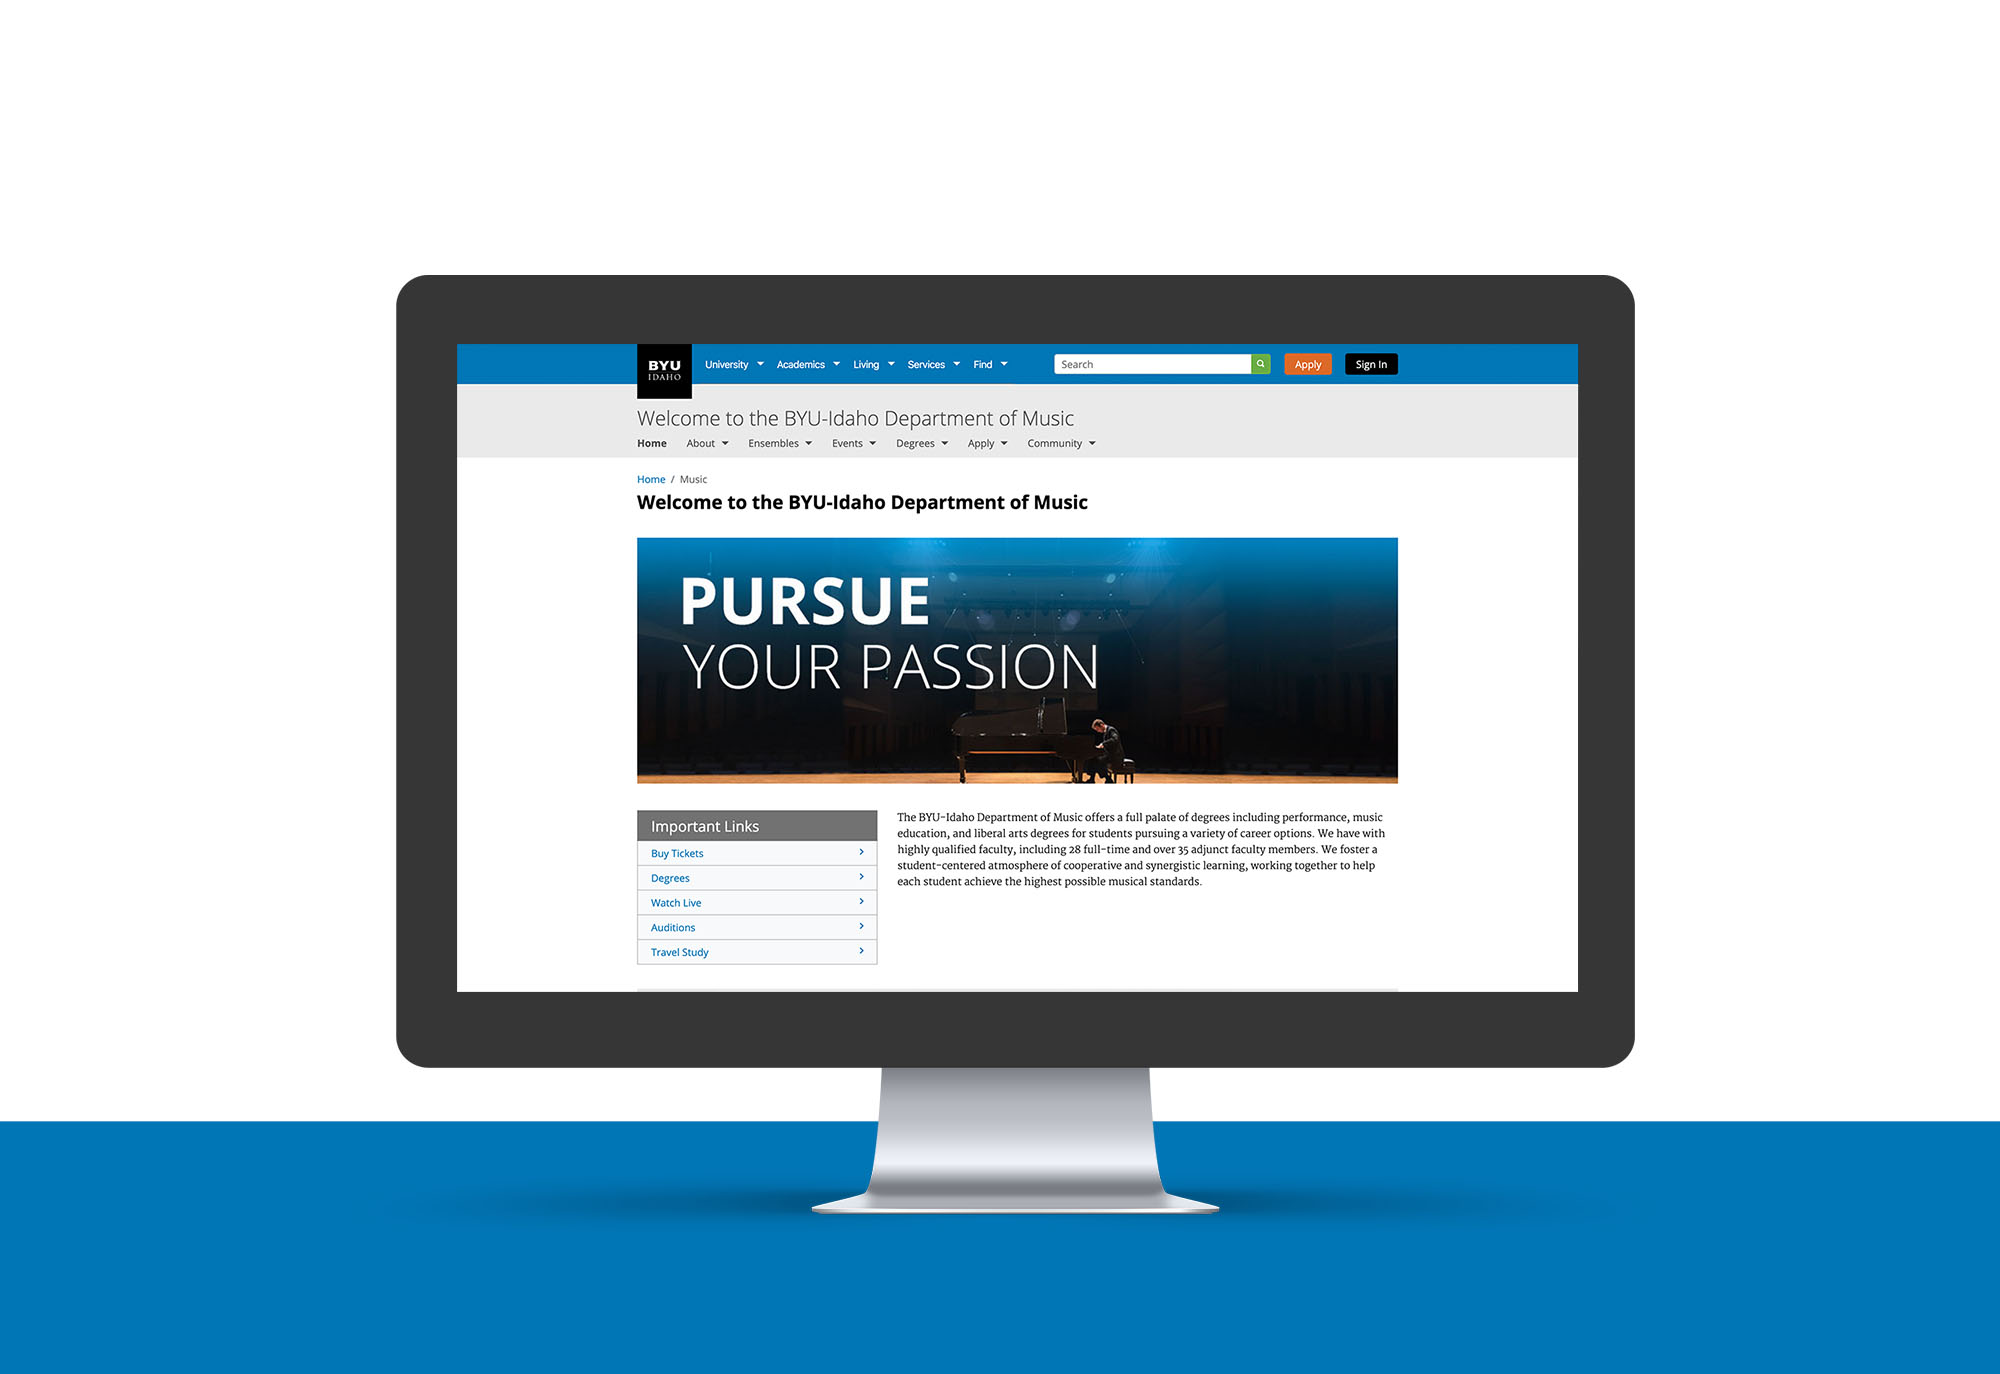 BYU
IDAHO
University Academics Living Services Find Search Apply Sign In
Welcome to the BYU-Idaho Department of Music
Home About Ensembles Events Degrees Apply Community
Home / Music
Welcome to the BYU-Idaho Department of Music
PURSUE
YOUR PASSION
Important Links
Buy Tickets
Degrees
Watch Live
Auditions
Travel Study
The BYU-Idaho Department of Music offers a full palate of degrees including performance, music
education, and liberal arts degrees for students pursuing a variety of career options. We have with
highly qualified faculty, including 28 full-time and over 35 adjunct faculty members. We foster a
student-centered atmosphere of cooperative and synergistic learning, working together to help
each student achieve the highest possible musical standards.